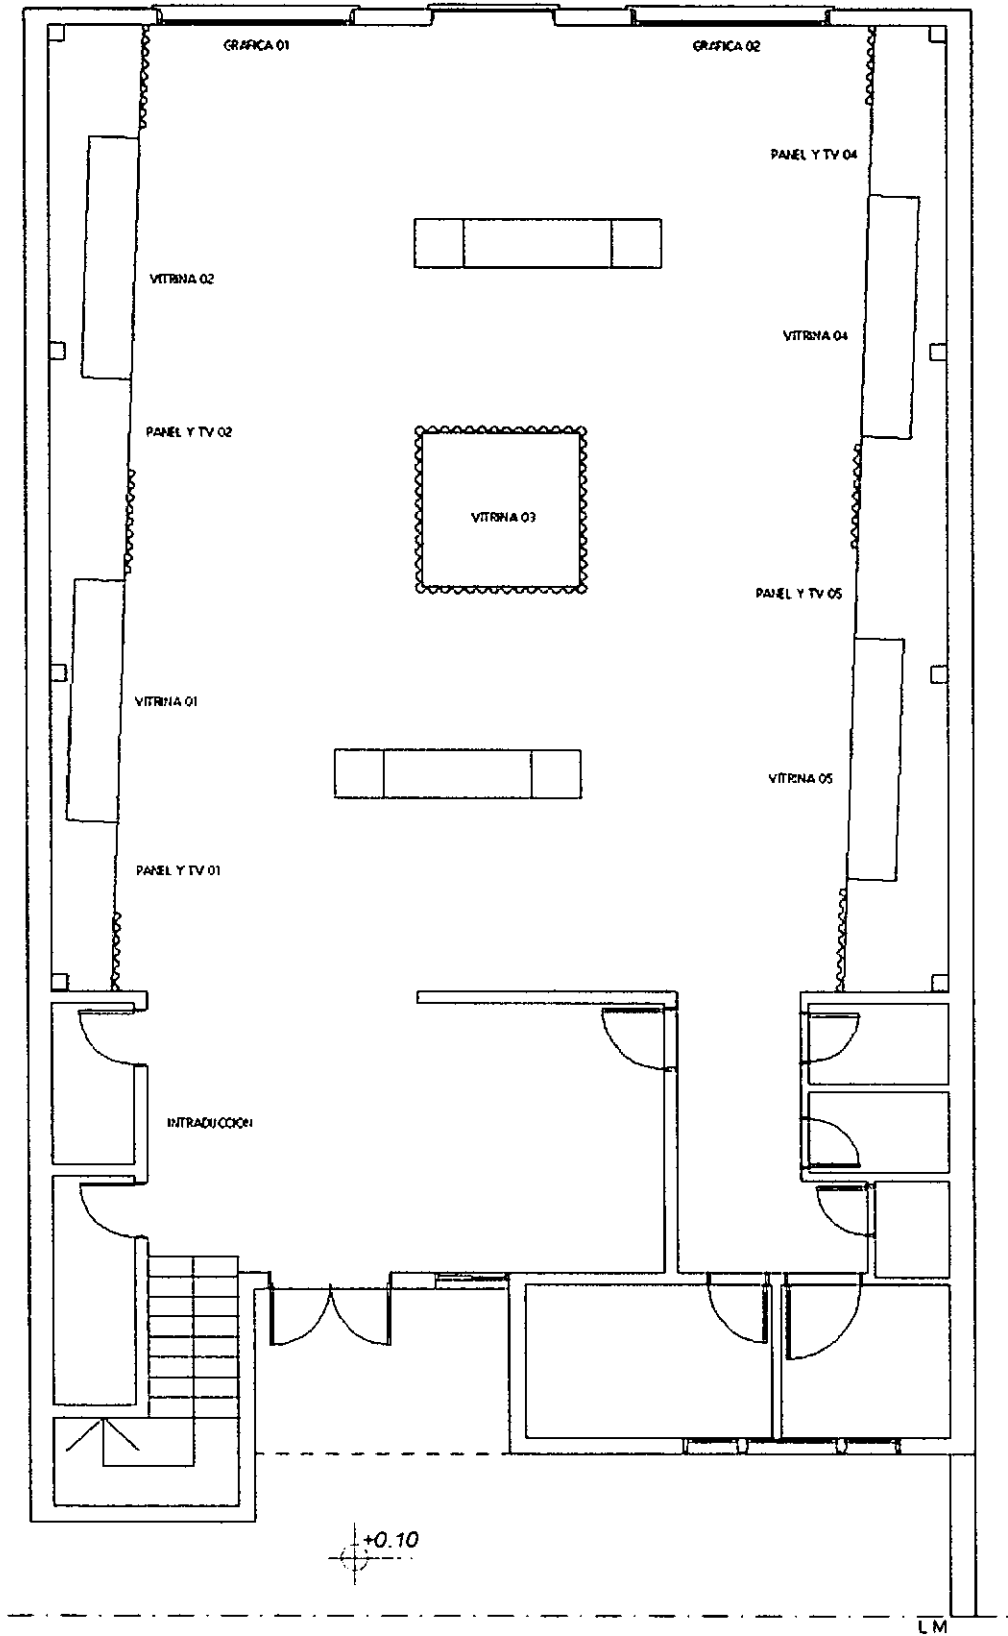 GRAFICA 01
GRAFICA 02
PANEL Y TV 04
VITRINA 02
VITRINA 04
PANEL Y TV 02
VITRINA 03
PANEL Y TV 05
VITRINA 01
VITRINA 05
PANEL Y TV 01
INTRADUCCION
+0.10
L M